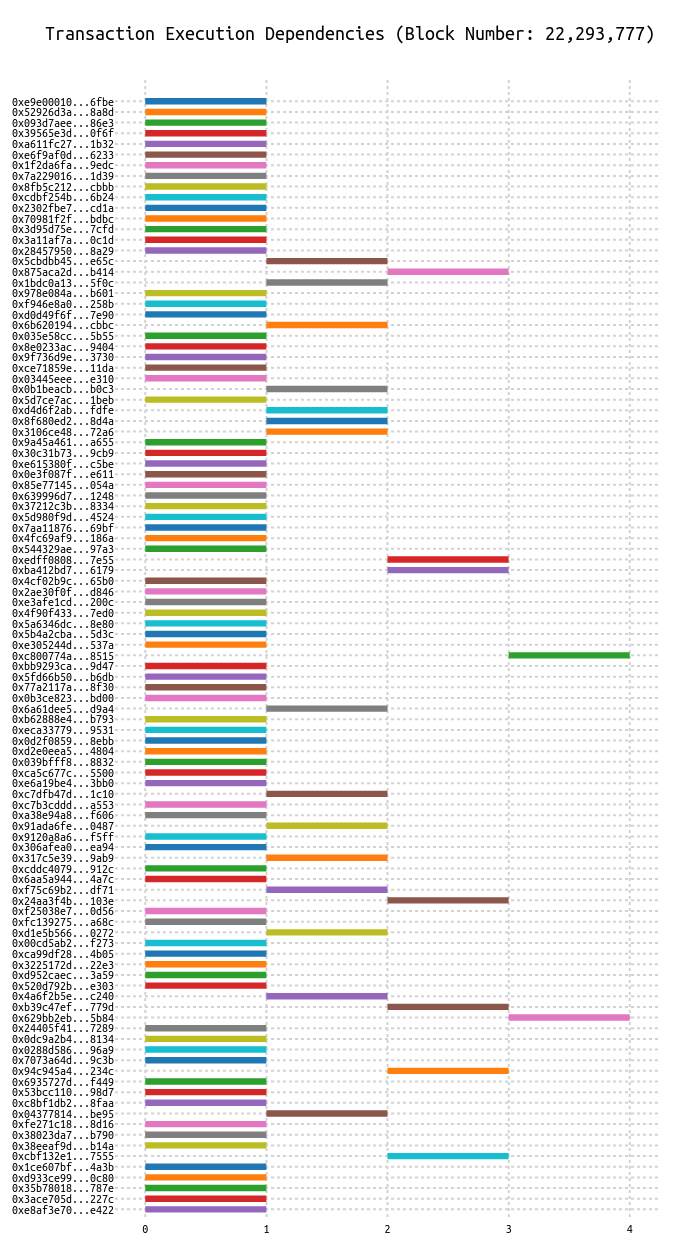 Transaction Execution Dependencies (Block Number: 22,293,777)
0xe9e00010...6fbe
0x52926d3a...8a8d
0x093d7aee...86e3
0x39565e3d...0f6f
0xa611fc27...1b32
0xe6f9af0d...6233
0x1f2da6fa...9edc
0x7a229016...1d39
0x8fb5c212...cbbb
0xcdbf254b...6b24
0x2302fbe7...cd1a
0x70981f2f...bdbc
0x3d95d75e...7cfd
0x3a11af7a...0c1d
0x28457950...8a29
0x5cbdbb45...e65c
0x875aca2d...b414
0x1bdc0a13...5f0c
0x978e084a...b601
0xf946e8a0...258b
0xd0d49f6f...7e90
0x6b620194...cbbc
0x035e58cc...5b55
0x8e0233ac...9404
0x9f736d9e...3730
0xce71859e...11da
0x03445eee...e310
0x0b1beacb...b0c3
0x5d7ce7ac...1beb
0xd4d6f2ab...fdfe
0x8f680ed2...8d4a
0x3106ce48...72a6
0x9a45a461...a655
0x30c31b73...9cb9
0xe615380f...c5be
0x0e3f087f...e611
0x85e77145...054a
0x639996d7...1248
0x37212c3b...8334
0x5d980f9d...4524
0x7aa11876...69bf
0x4fc69af9...186a
0x544329ae...97a3
0xedff0808...7e55
0xba412bd7...6179
0x4cf02b9c...65b0
0x2ae30f0f...d846
0xe3afe1cd...200c
0x4f90f433...7ed0
0x5a6346dc...8e80
0x5b4a2cba...5d3c
0xe305244d...537a
0xc800774a...8515
0xbb9293ca...9d47
0x5fd66b50...b6db
0x77a2117a...8f30
0x0b3ce823...bd00
0x6a61dee5...d9a4
0xb62888e4...b793
0xeca33779...9531
0x0d2f0859...8ebb
0xd2e0eea5...4804
0x039bfff8...8832
0xca5c677c...5500
0xe6a19be4...3bb0
0xc7dfb47d...1c10
0xc7b3cddd...a553
0xa38e94a8...f606
0x91ada6fe...0487
0x9120a8a6...f5ff
0x306afea0...ea94
0x317c5e39...9ab9
0xcddc4079...912c
0x6aa5a944...4a7c
0xf75c69b2...df71
0x24aa3f4b...103e
0xf25038e7...0d56
0xfc139275...a68c
0xd1e5b566...0272
0x00cd5ab2...f273
0xca99df28...4b05
0x3225172d...22e3
0xd952caec...3a59
0x520d792b...e303
0x4a6f2b5e...c240
0xb39c47ef...779d
0x629bb2eb...5b84
0x24405f41...7289
0x0dc9a2b4...8134
0x0288d586...96a9
0x7073a64d...9c3b
0x94c945a4...234c
0x6935727d...f449
0x53bcc110...98d7
0xc8bf1db2...8faa
0x04377814...be95
0xfe271c18...8d16
0x38023da7...b790
0x38eeaf9d...b14a
0xcbf132e1...7555
0x1ce607bf...4a3b
0xd933ce99...0c80
0x35b78018...787e
0x3ace705d...227c
0xe8af3e70...e422
0 1 2 3 4